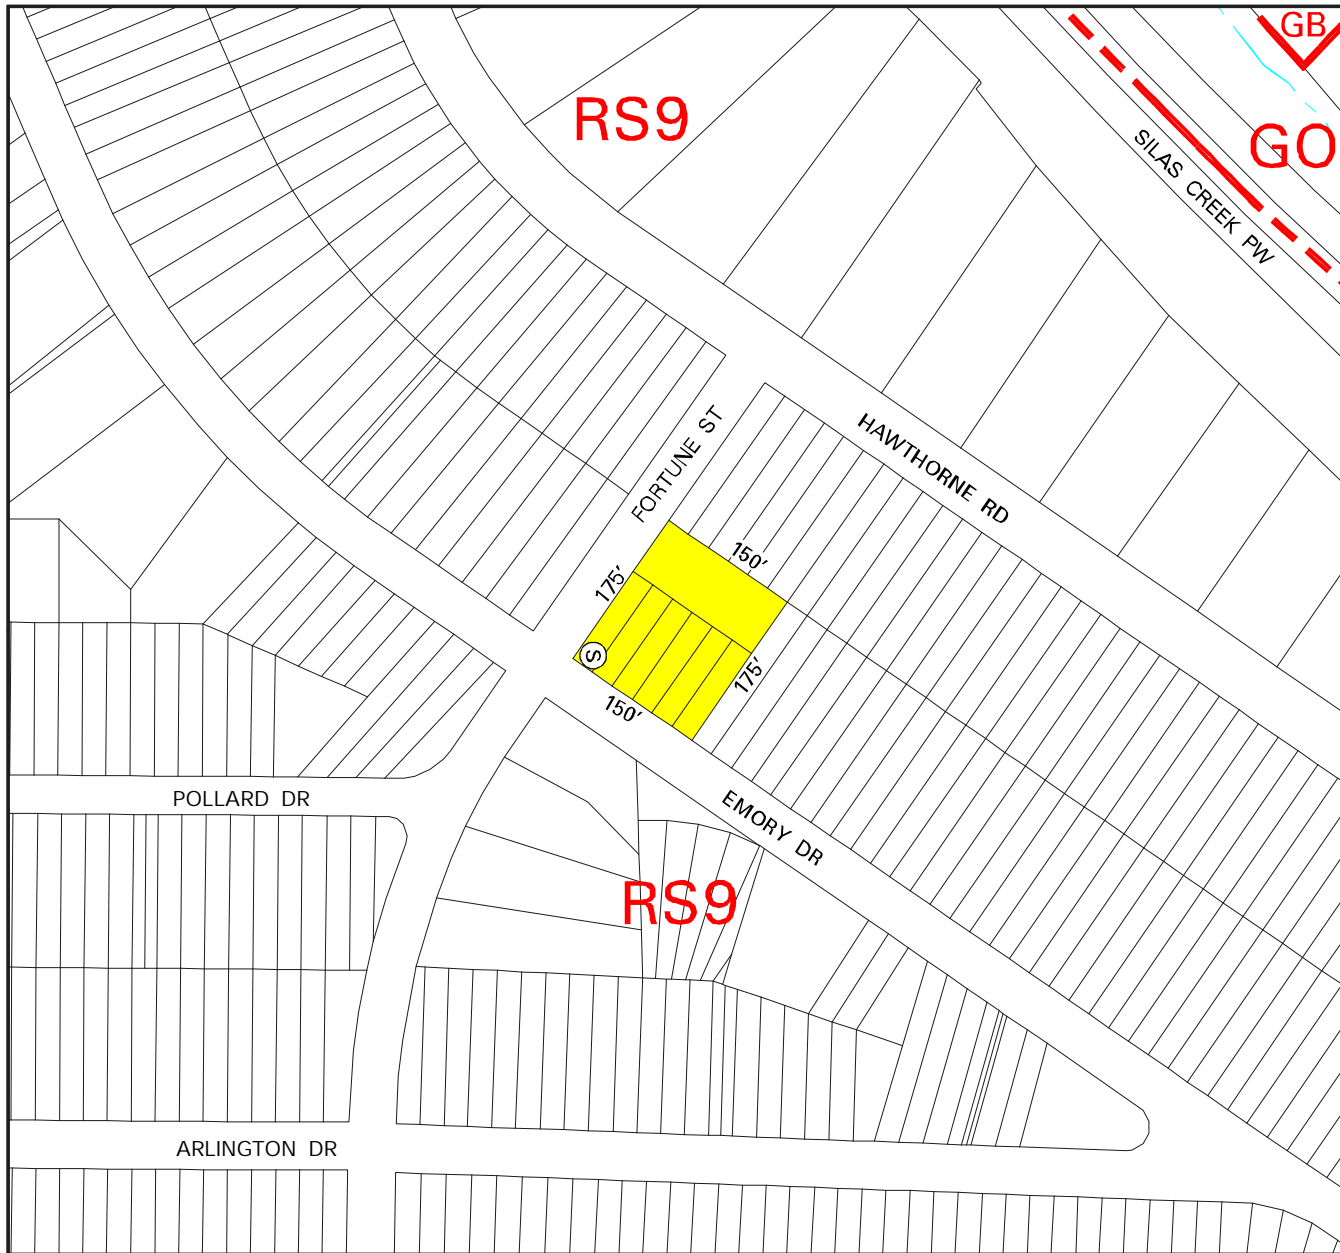 GB
RS9
GO
SILAS CREEK PW
FORTUNE ST
HAWTHORNE RD
150'
175'
S
175'
150'
POLLARD DR
EMORY DR
RS9
ARLINGTON DR